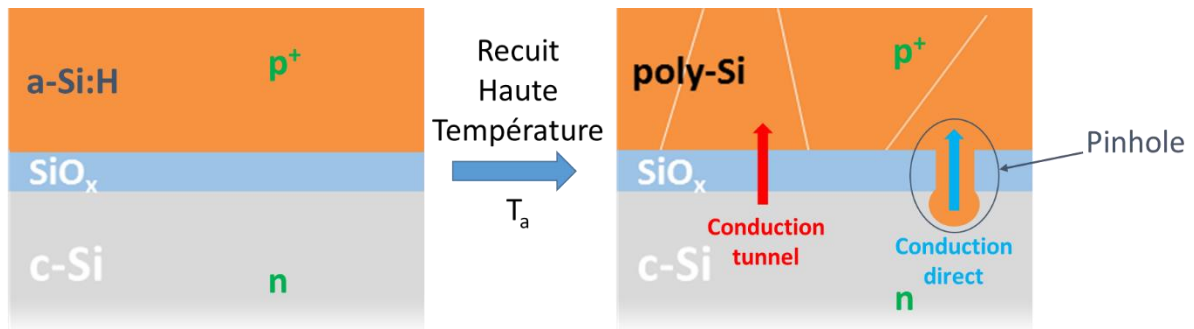 a-Si:H
p⁺
SiOₓ
c-Si
n
Recuit
Haute
Température
Tₐ
poly-Si
p⁺
Pinhole
SiOₓ
Conduction
tunnel
Conduction
direct
c-Si
n